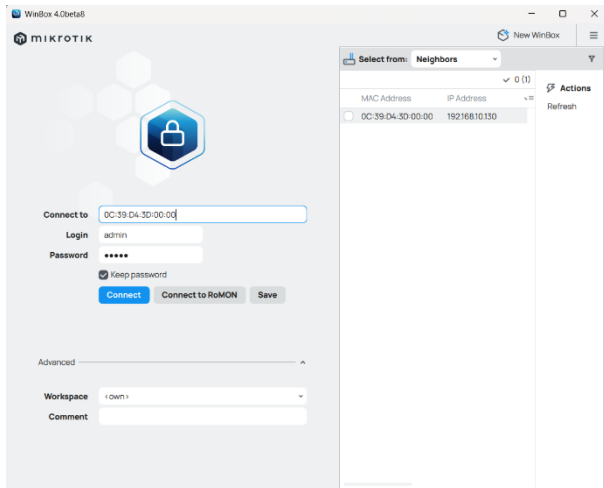 WinBox 4.0beta8
MIKROTIK
New WinBox
Select from: Neighbors
0 (1)
MAC Address IP Address
0C:39:D4:3D:00:00 192.168.10.130
Actions
Refresh
Connect to 0C:39:D4:3D:00:00
Login admin
Password •••••
Keep password
Connect Connect to RoMON Save
Advanced
Workspace <own>
Comment